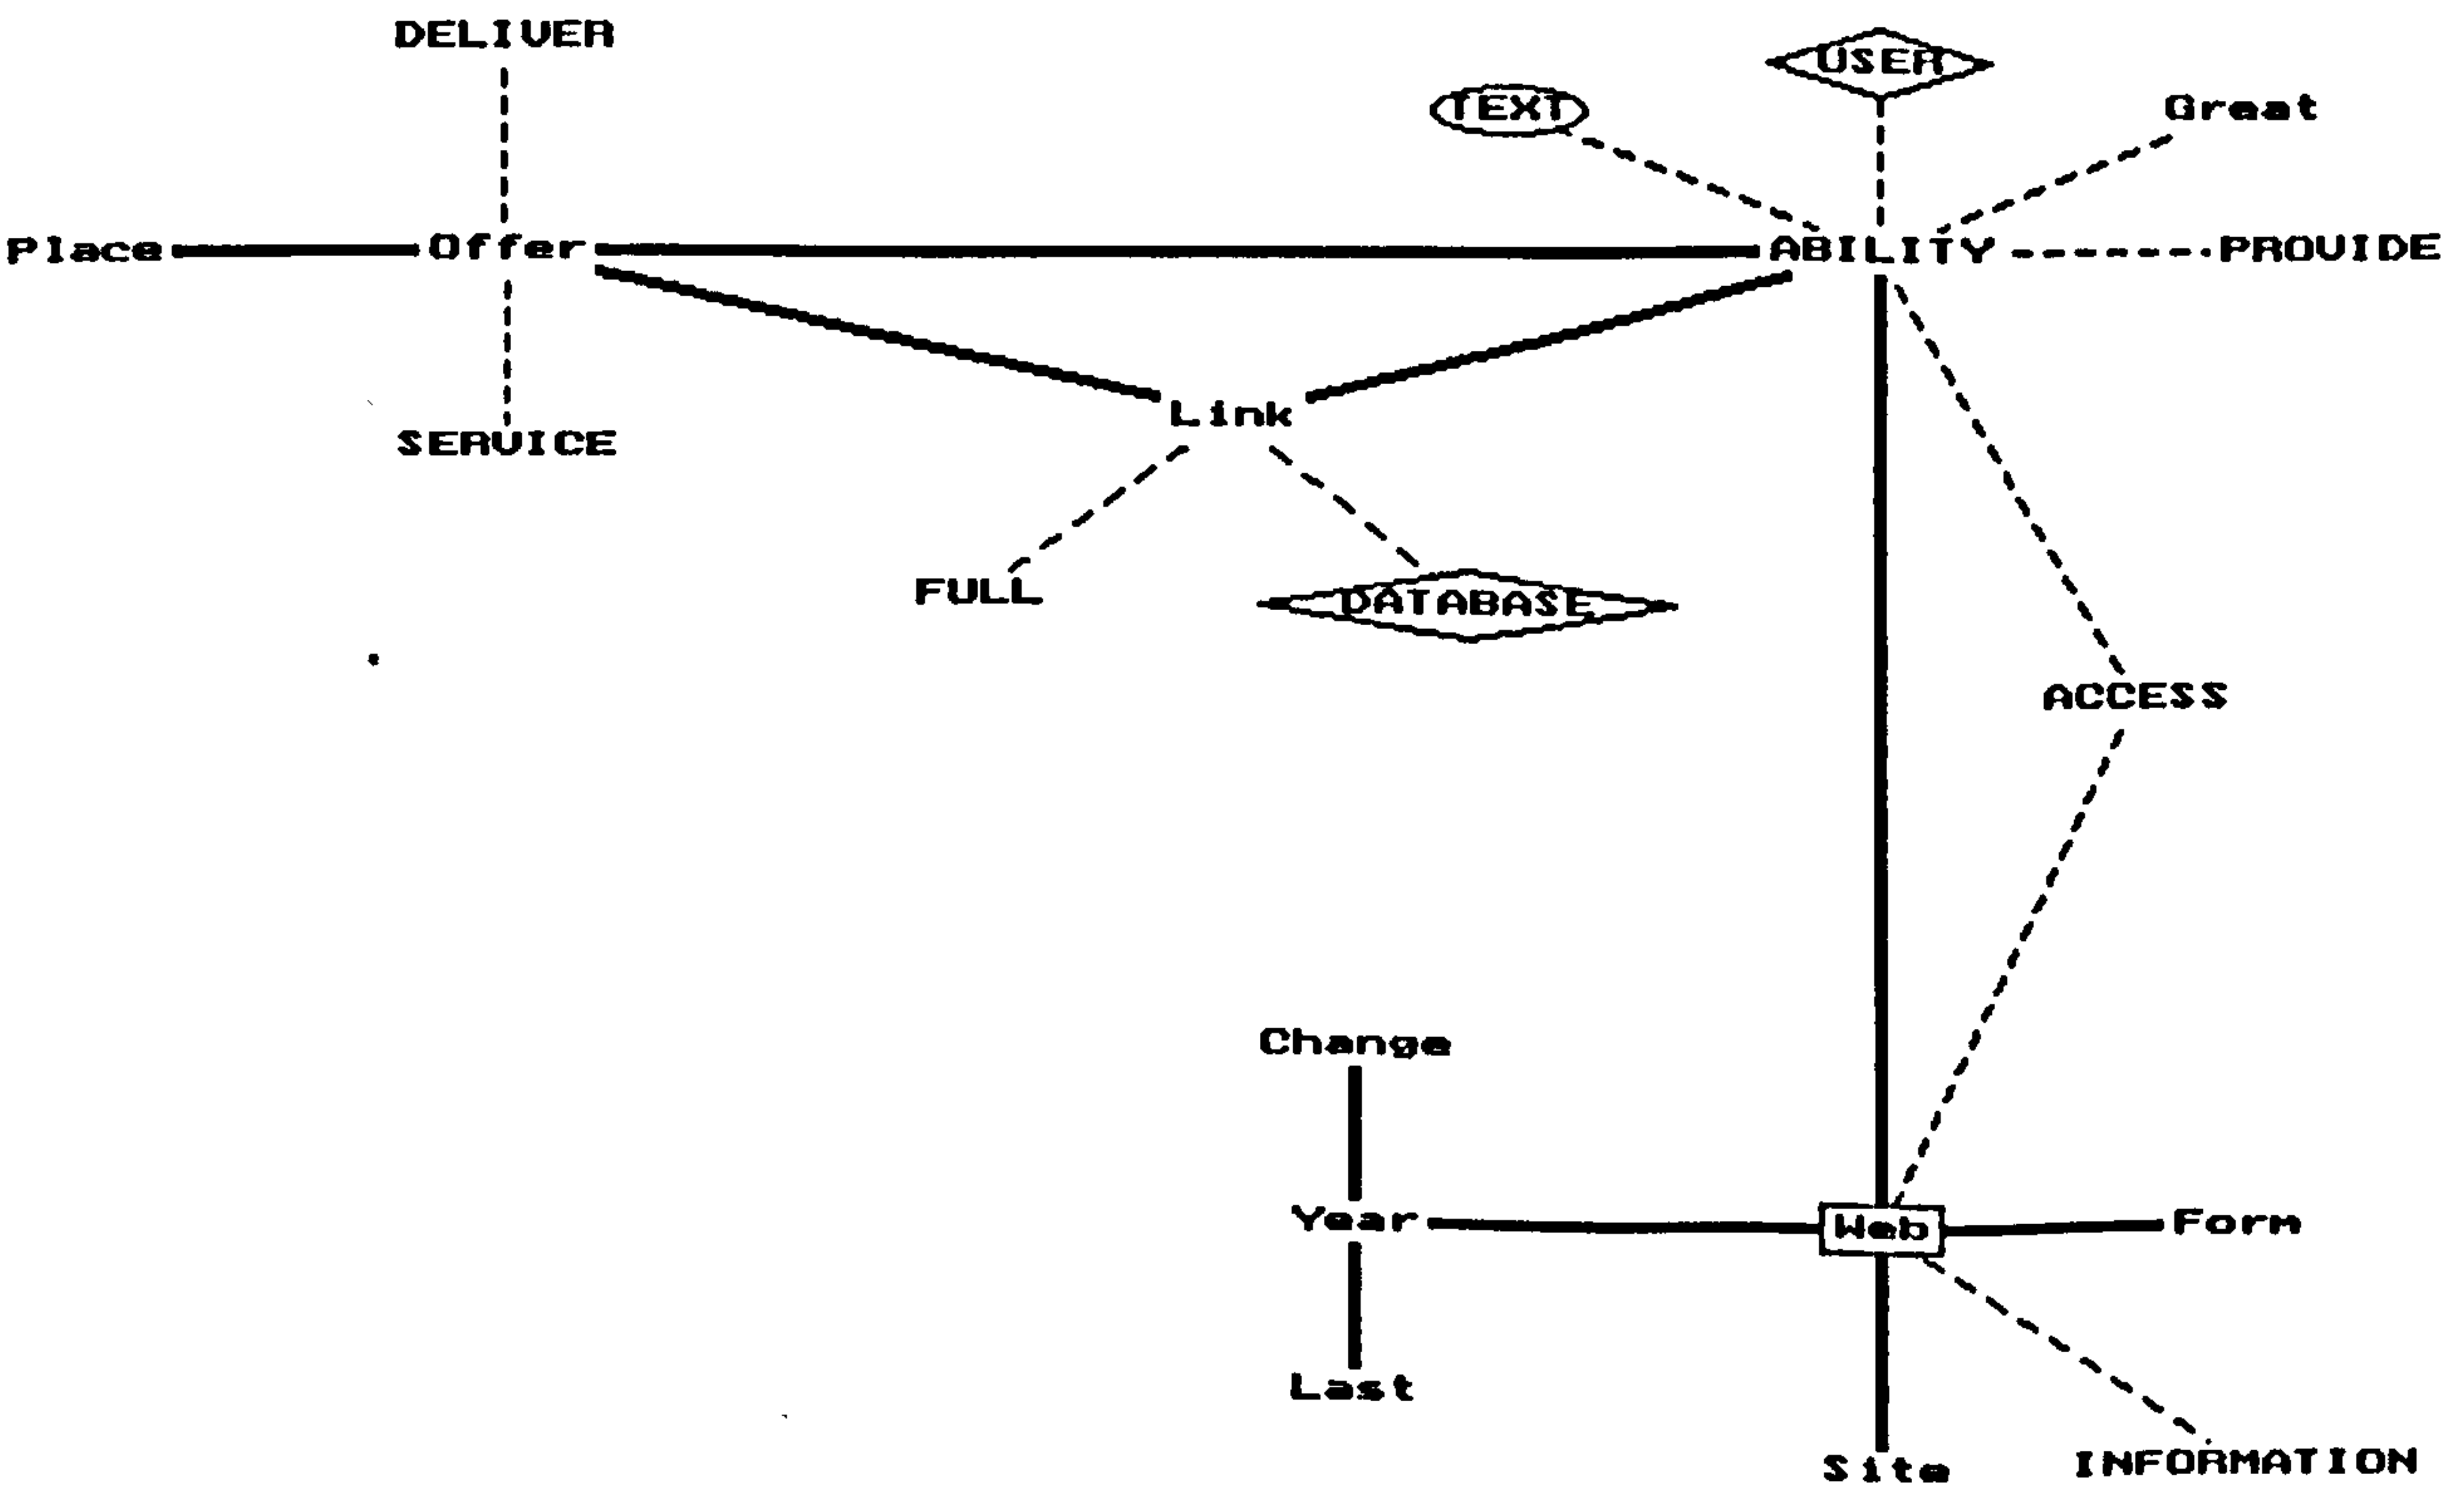 DELIVER
USER
TEXT
Great
Place
Offer
ABILITY
PROVIDE
Link
SERVICE
FULL
DATABASE
ACCESS
Change
Year
Web
Form
Last
Site
INFORMATION